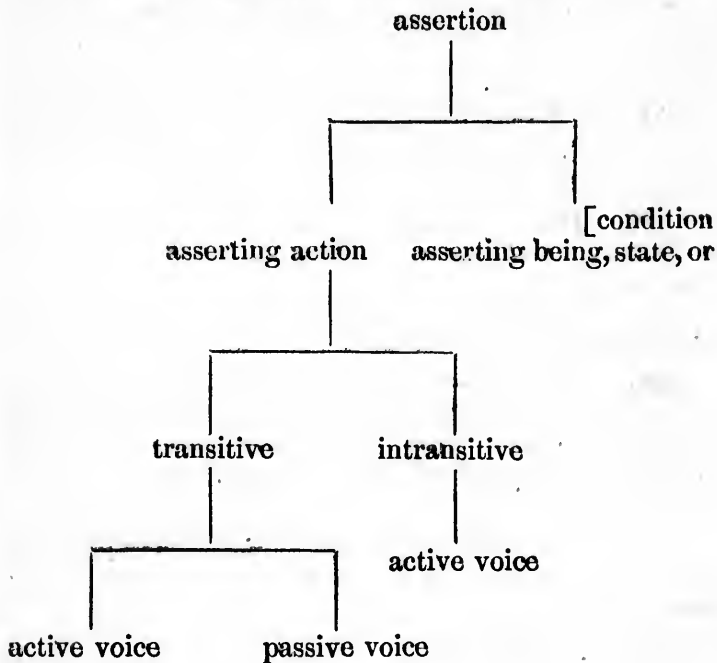 assertion
[condition
asserting action asserting being, state, or
transitive intransitive
active voice
active voice passive voice